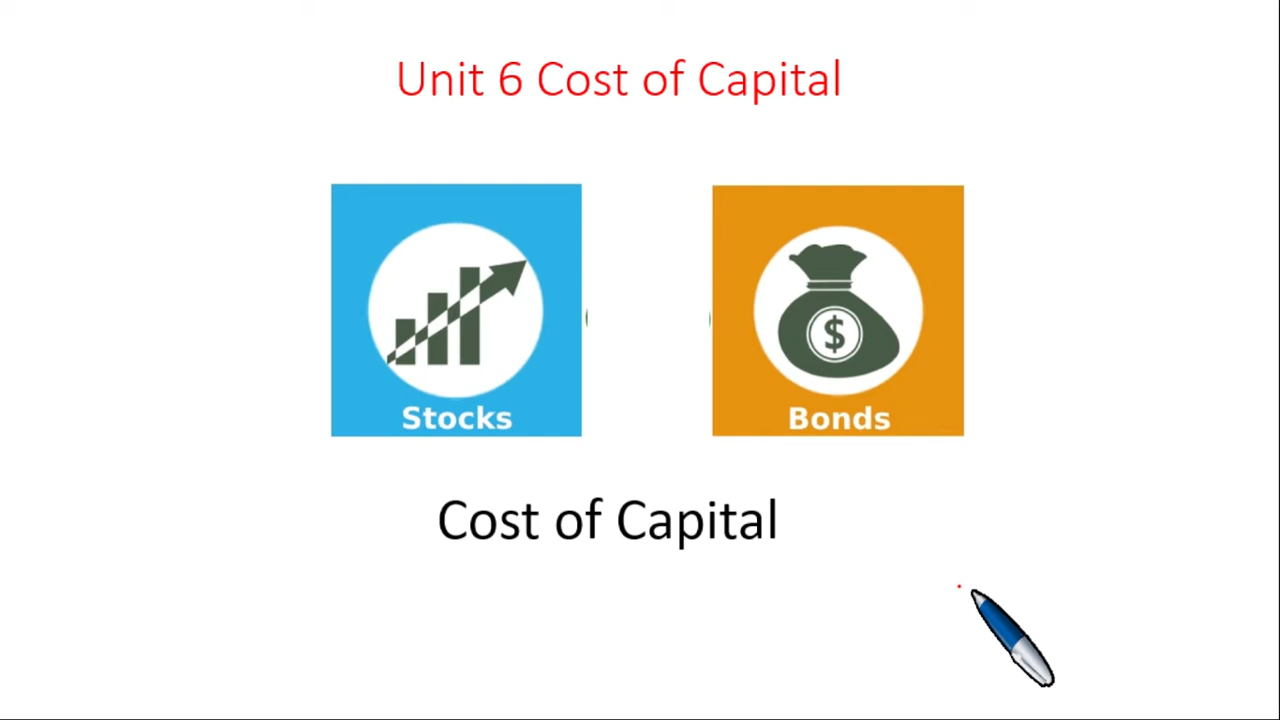 Unit 6 Cost of Capital
$
Stocks
Bonds
Cost of Capital